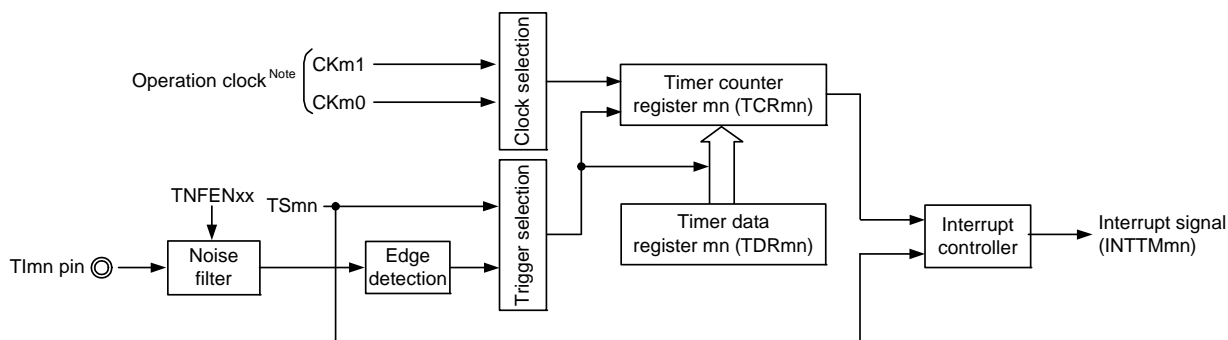 Operation clock Note
CKm1
CKm0
Clock selection
Timer counter
register mn (TCRmn)
TNFENxx
TSmn
Trigger selection
Timer data
register mn (TDRmn)
TImn pin
Noise
filter
Edge
detection
Interrupt
controller
Interrupt signal
(INTTMmn)